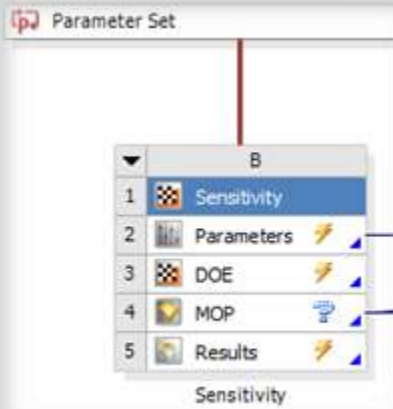 Parameter Set
B
1 Sensitivity
2 Parameters
3 DOE
4 MOP
5 Results
Sensitivity